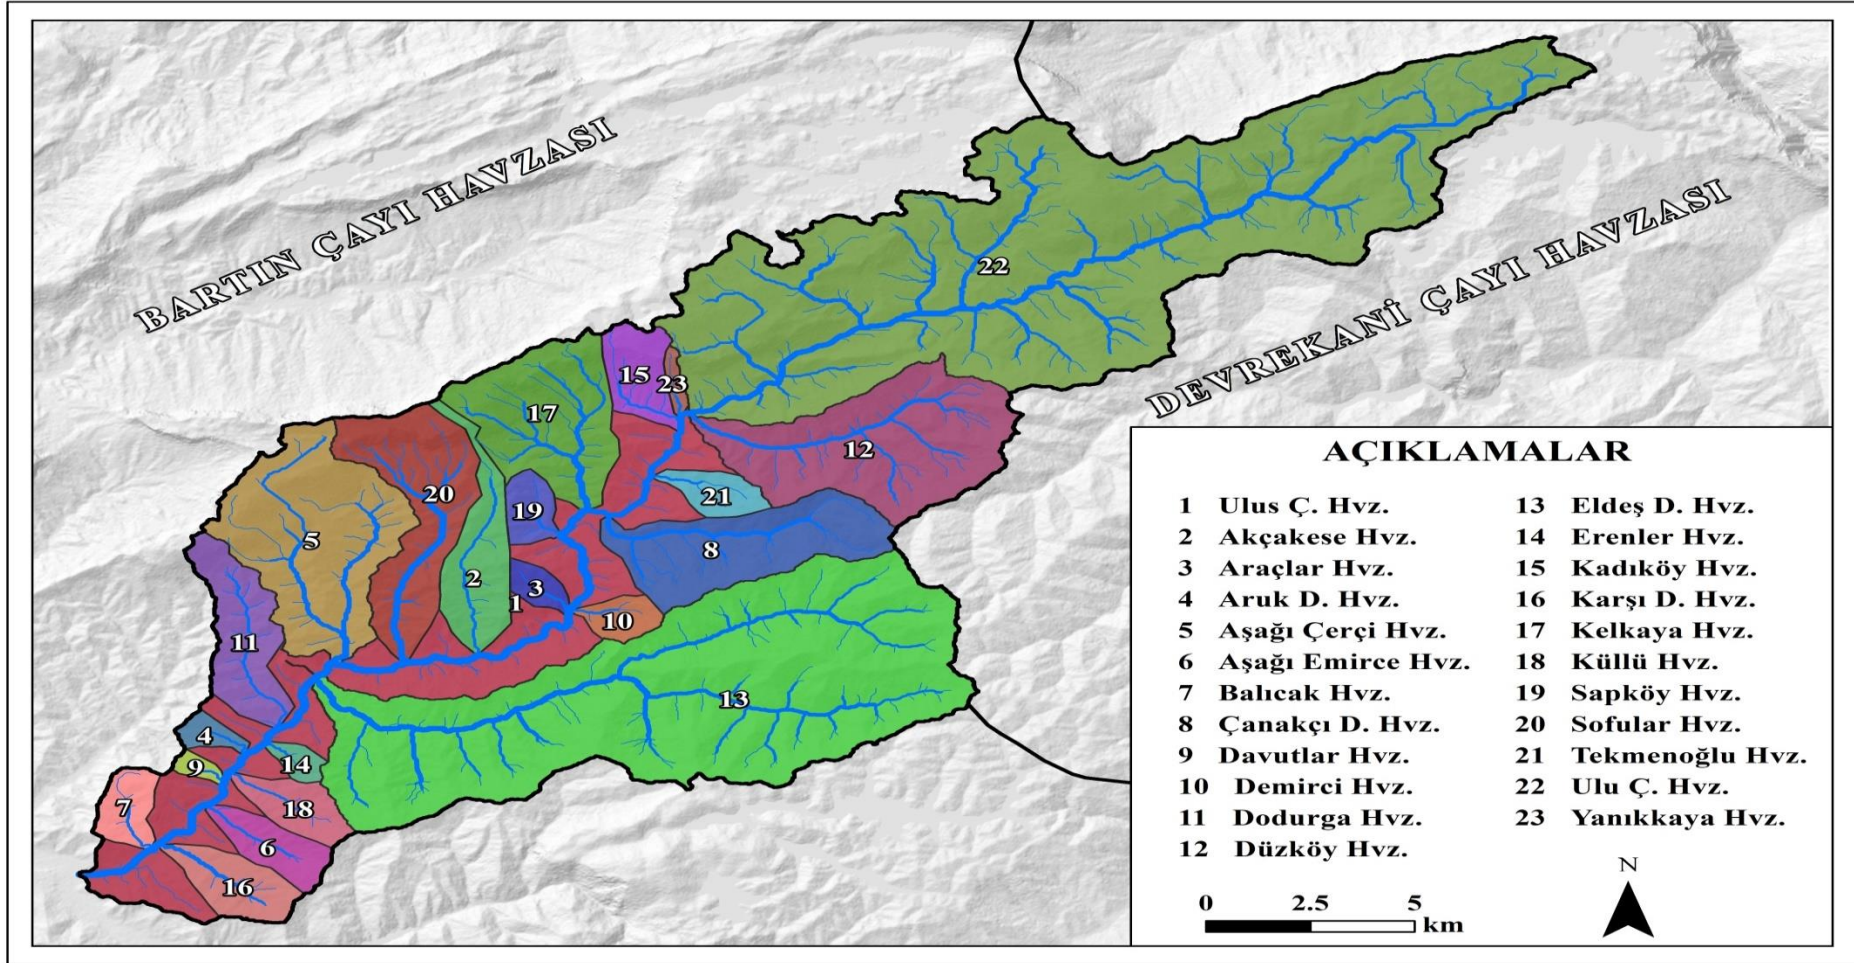 BARTIN ÇAYI HAVZASI
DEVREKANİ ÇAYI HAVZASI
22
15
23
17
12
20
21
19
5
8
2
3
1
10
11
13
4
14
9
7
18
6
16
AÇIKLAMALAR
1 Ulus Ç. Hvz.
2 Akçakese Hvz.
3 Araçlar Hvz.
4 Aruk D. Hvz.
5 Aşağı Çerçi Hvz.
6 Aşağı Emirce Hvz.
7 Balıcak Hvz.
8 Çanakçı D. Hvz.
9 Davutlar Hvz.
10 Demirci Hvz.
11 Dodurga Hvz.
12 Düzköy Hvz.
13 Eldeş D. Hvz.
14 Erenler Hvz.
15 Kadıköy Hvz.
16 Karşı D. Hvz.
17 Kelkaya Hvz.
18 Küllü Hvz.
19 Sapköy Hvz.
20 Sofular Hvz.
21 Tekmenoğlu Hvz.
22 Ulu Ç. Hvz.
23 Yanıkkaya Hvz.
0 2.5 5
km
N